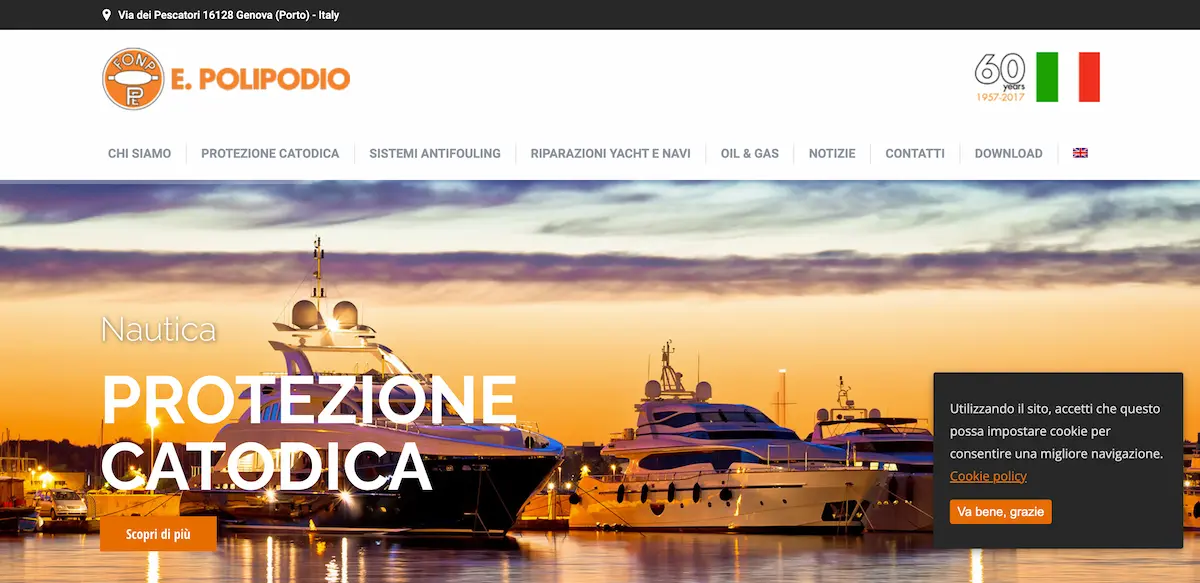 Via dei Pescatori 16128 Genova (Porto) - Italy
FONP
PPE
E. POLIPODIO
60
years
1957-2017
CHI SIAMO
PROTEZIONE CATODICA
SISTEMI ANTIFOULING
RIPARAZIONI YACHT E NAVI
OIL & GAS
NOTIZIE
CONTATTI
DOWNLOAD
Nautica
PROTEZIONE
CATODICA
Scopri di più
Utilizzando il sito, accetti che questo
possa impostare cookie per
consentire una migliore navigazione.
Cookie policy
Va bene, grazie